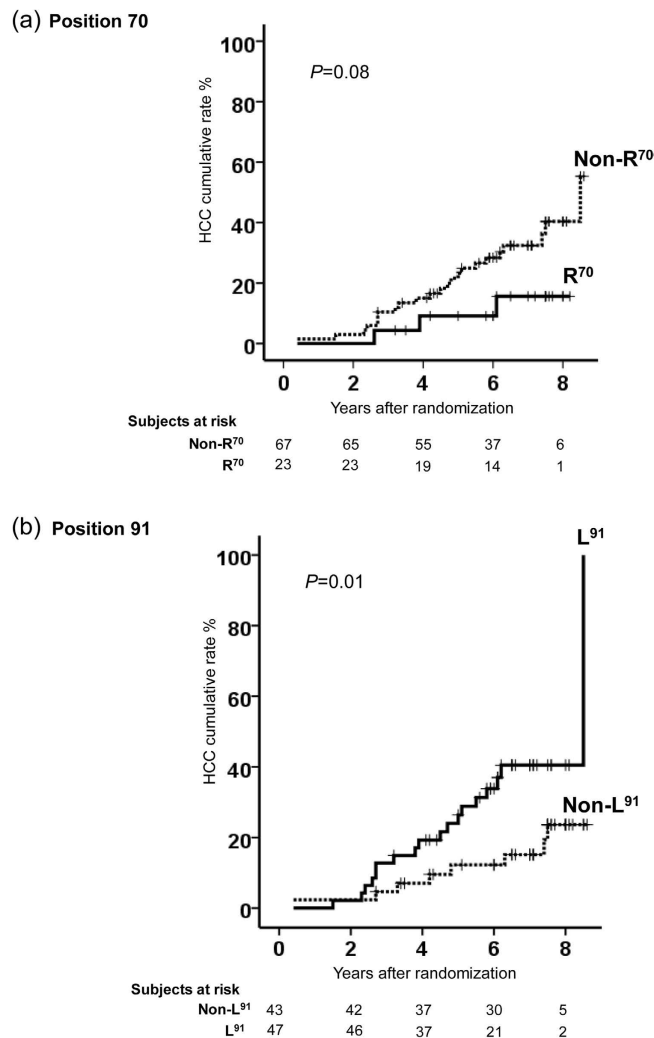 (a) Position 70
100
80
60
40
20
0
HCC cumulative rate %
P=0.08
Non-R⁷⁰
R⁷⁰
0 2 4 6 8
Years after randomization
Subjects at risk
Non-R⁷⁰ 67 65 55 37 6
R⁷⁰ 23 23 19 14 1
(b) Position 91
100
80
60
40
20
0
HCC cumulative rate %
P=0.01
L⁹¹
Non-L⁹¹
0 2 4 6 8
Years after randomization
Subjects at risk
Non-L⁹¹ 43 42 37 30 5
L⁹¹ 47 46 37 21 2